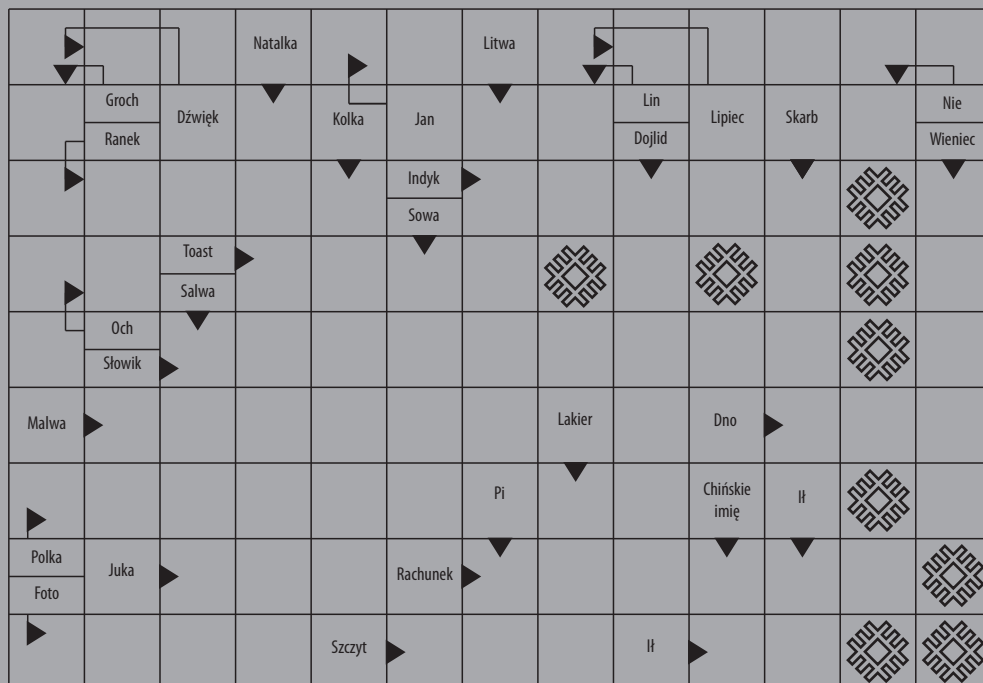 Natalka
Litwa
Groch
Ranek
Dźwięk
Kolka
Jan
Lin
Dojlid
Lipiec
Skarb
Nie
Wieniec
Indyk
Sowa
Toast
Salwa
Och
Słowik
Malwa
Lakier
Dno
Pi
Chińskie
imię
Ił
Polka
Foto
Juka
Rachunek
Szczyt
Ił